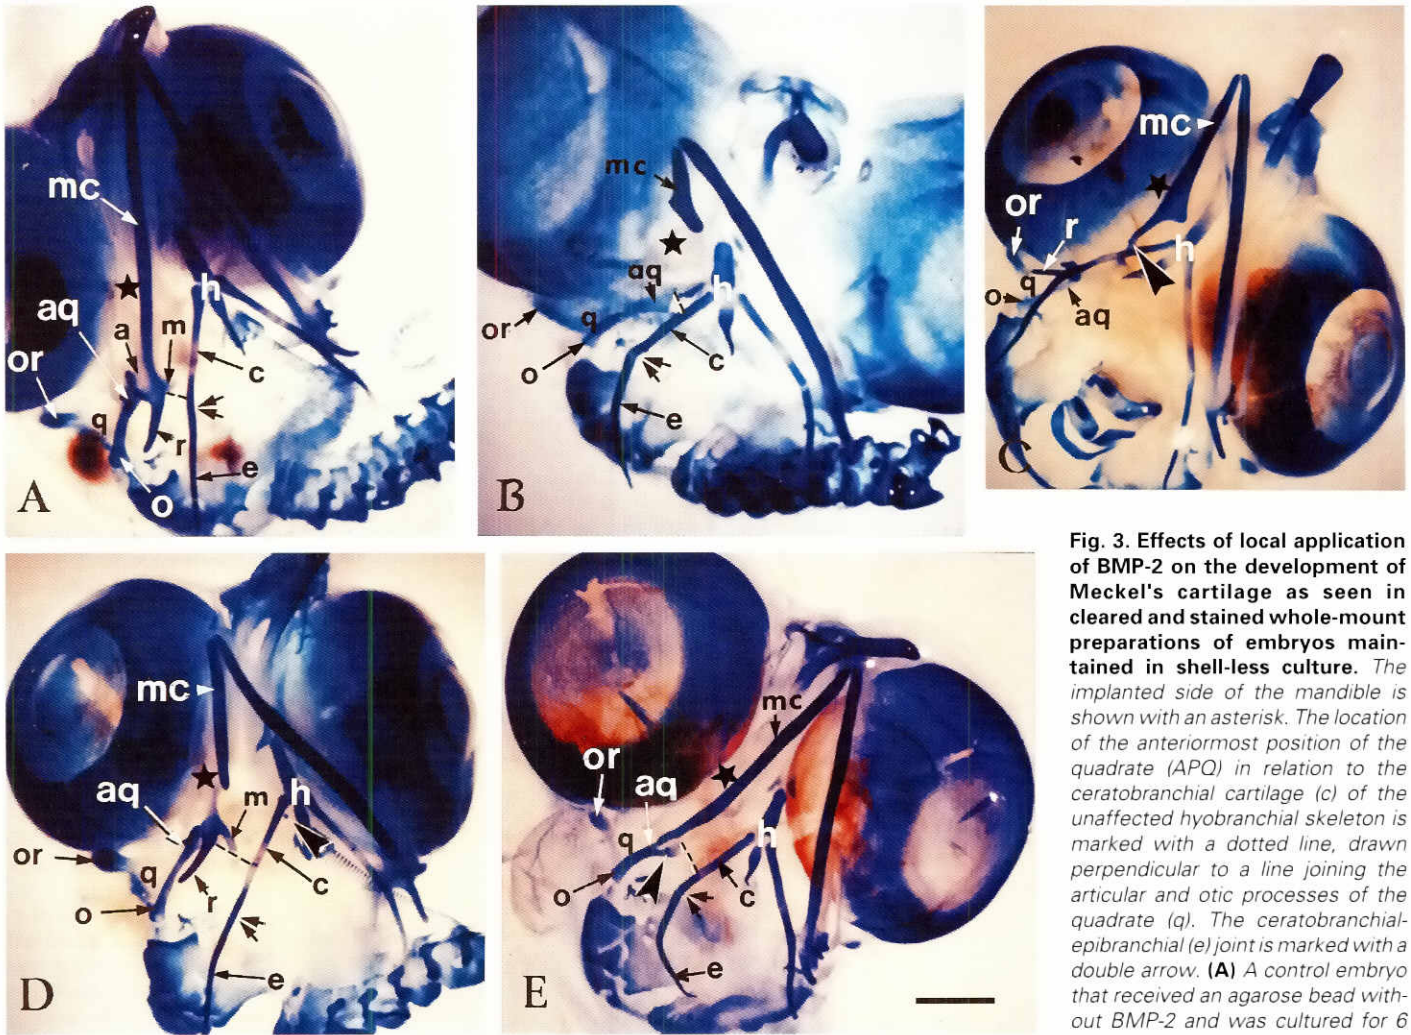 mc
aq
a
m
or
h
c
q
r
e
o
A
mc
aq
h
or
q
o
c
e
B
mc
or
r
h
q
o
aq
C
mc
aq
m
h
or
q
r
c
o
e
D
mc
or
aq
h
q
o
c
e
E
Fig. 3. Effects of local application
of BMP-2 on the development of
Meckel's cartilage as seen in
cleared and stained whole-mount
preparations of embryos main-
tained in shell-less culture. The
implanted side of the mandible is
shown with an asterisk. The location
of the anteriormost position of the
quadrate (APQ) in relation to the
ceratobranchial cartilage (c) of the
unaffected hyobranchial skeleton is
marked with a dotted line, drawn
perpendicular to a line joining the
articular and otic processes of the
quadrate (q). The ceratobranchial-
epibranchial (e) joint is marked with a
double arrow. (A) A control embryo
that received an agarose bead with-
out BMP-2 and was cultured for 6